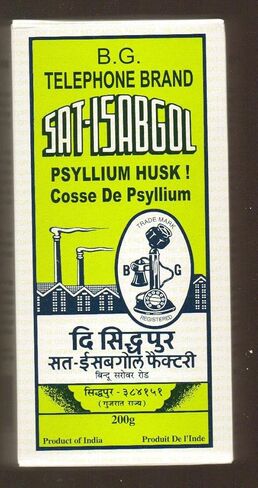 B.G.
TELEPHONE BRAND
SAT-ISABGOL
PSYLLIUM HUSK !
Cosse De Psyllium
TRADE MARK
B G
REGISTERED
दि सिद्धपुर
सत-ईसबगोल फॅक्टरी
बिन्दू सरोवर रोड
सिद्धपुर - ३८४१५१
(गुजरात राज्य)
200g
Product of India Produit De l'Inde